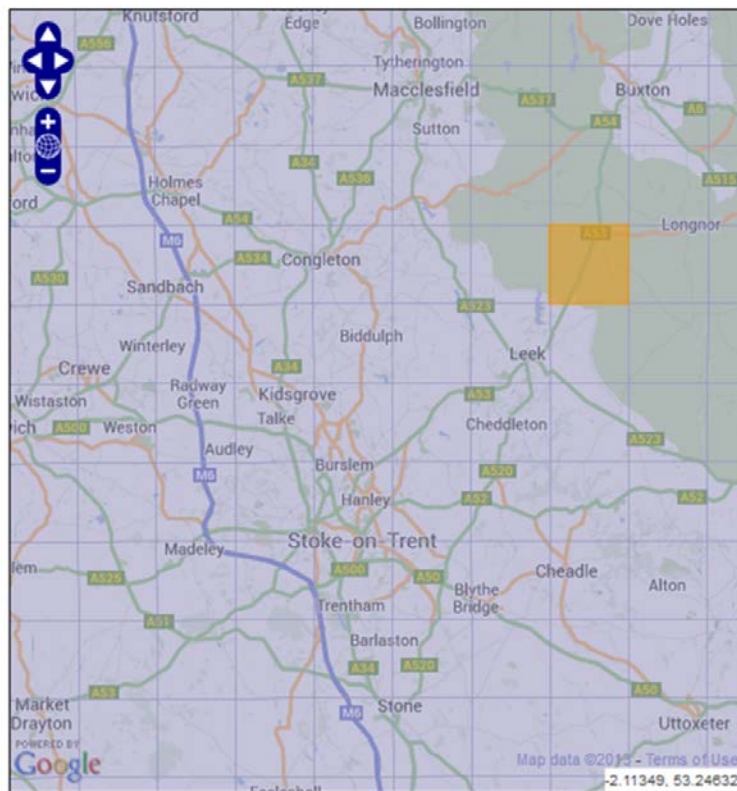 KNUTSFORD
Edge
Bollington
Dove Holes
A556
Tytherington
A537
Macclesfield
A537
Buxton
A6
A54
Sutton
A34
A536
Holmes
Chapel
A515
ford
A54
Longnor
M6
A53
A534
Congleton
A530
Sandbach
A523
Biddulph
Winterley
Leek
Crewe
A34
Radway
Green
Kidsgrove
A53
Wistaston
Talke
Cheddleton
wich
A500
Weston
A523
Audley
Burslem
A520
M6
Hanley
A52
A52
Stoke-on-Trent
Madeley
lem
A525
A500
A50
Cheadle
Blythe
Bridge
Alton
Trentham
A51
Barlaston
A34
A520
A53
A50
Market
Drayton
M6
Stone
Uttoxeter
POWERED BY
Google
Map data ©2013 - Terms of Use
-2.11349, 53.24632